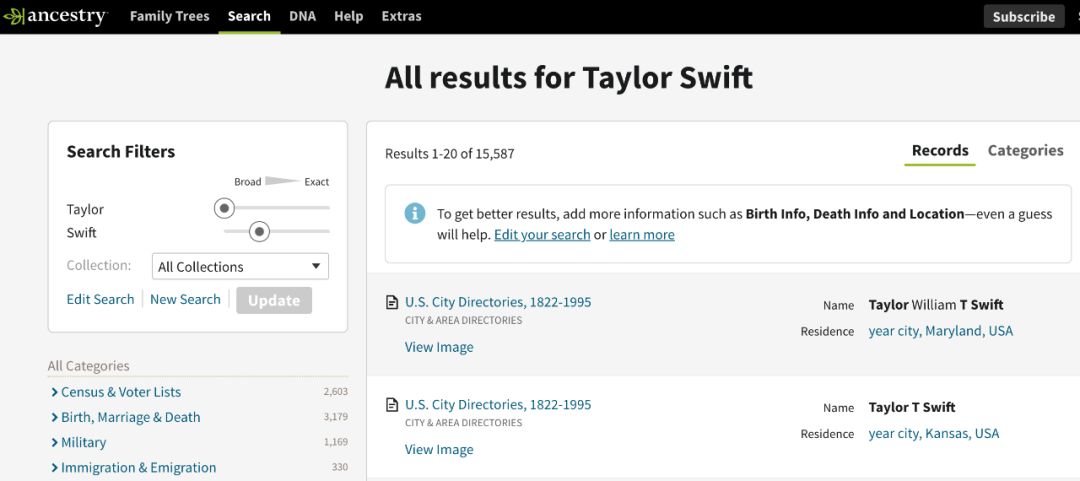 ancestry Family Trees Search DNA Help Extras Subscribe
All results for Taylor Swift
Search Filters
Broad Exact
Taylor
Swift
Collection: All Collections
Edit Search New Search Update
All Categories
Census & Voter Lists 2,603
Birth, Marriage & Death 3,179
Military 1,169
Immigration & Emigration 330
Results 1-20 of 15,587 Records Categories
To get better results, add more information such as Birth Info, Death Info and Location—even a guess
will help. Edit your search or learn more
U.S. City Directories, 1822-1995
CITY & AREA DIRECTORIES
View Image
Name Taylor William T Swift
Residence year city, Maryland, USA
U.S. City Directories, 1822-1995
CITY & AREA DIRECTORIES
View Image
Name Taylor T Swift
Residence year city, Kansas, USA